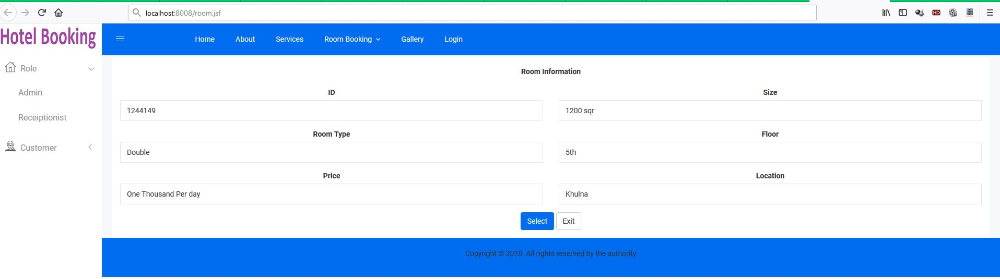 localhost:8008/room.jsf
HD
Hotel Booking
Home About Services Room Booking Gallery Login
Role
Admin
Receiptionist
Customer
Room Information
ID Size
1244149 1200 sqr
Room Type Floor
Double 5th
Price Location
One Thousand Per day Khulna
Select Exit
Copyright © 2018. All rights reserved by the authority